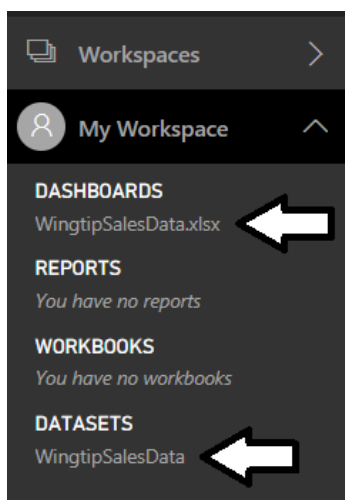 Workspaces
My Workspace
DASHBOARDS
WingtipSalesData.xlsx
REPORTS
You have no reports
WORKBOOKS
You have no workbooks
DATASETS
WingtipSalesData